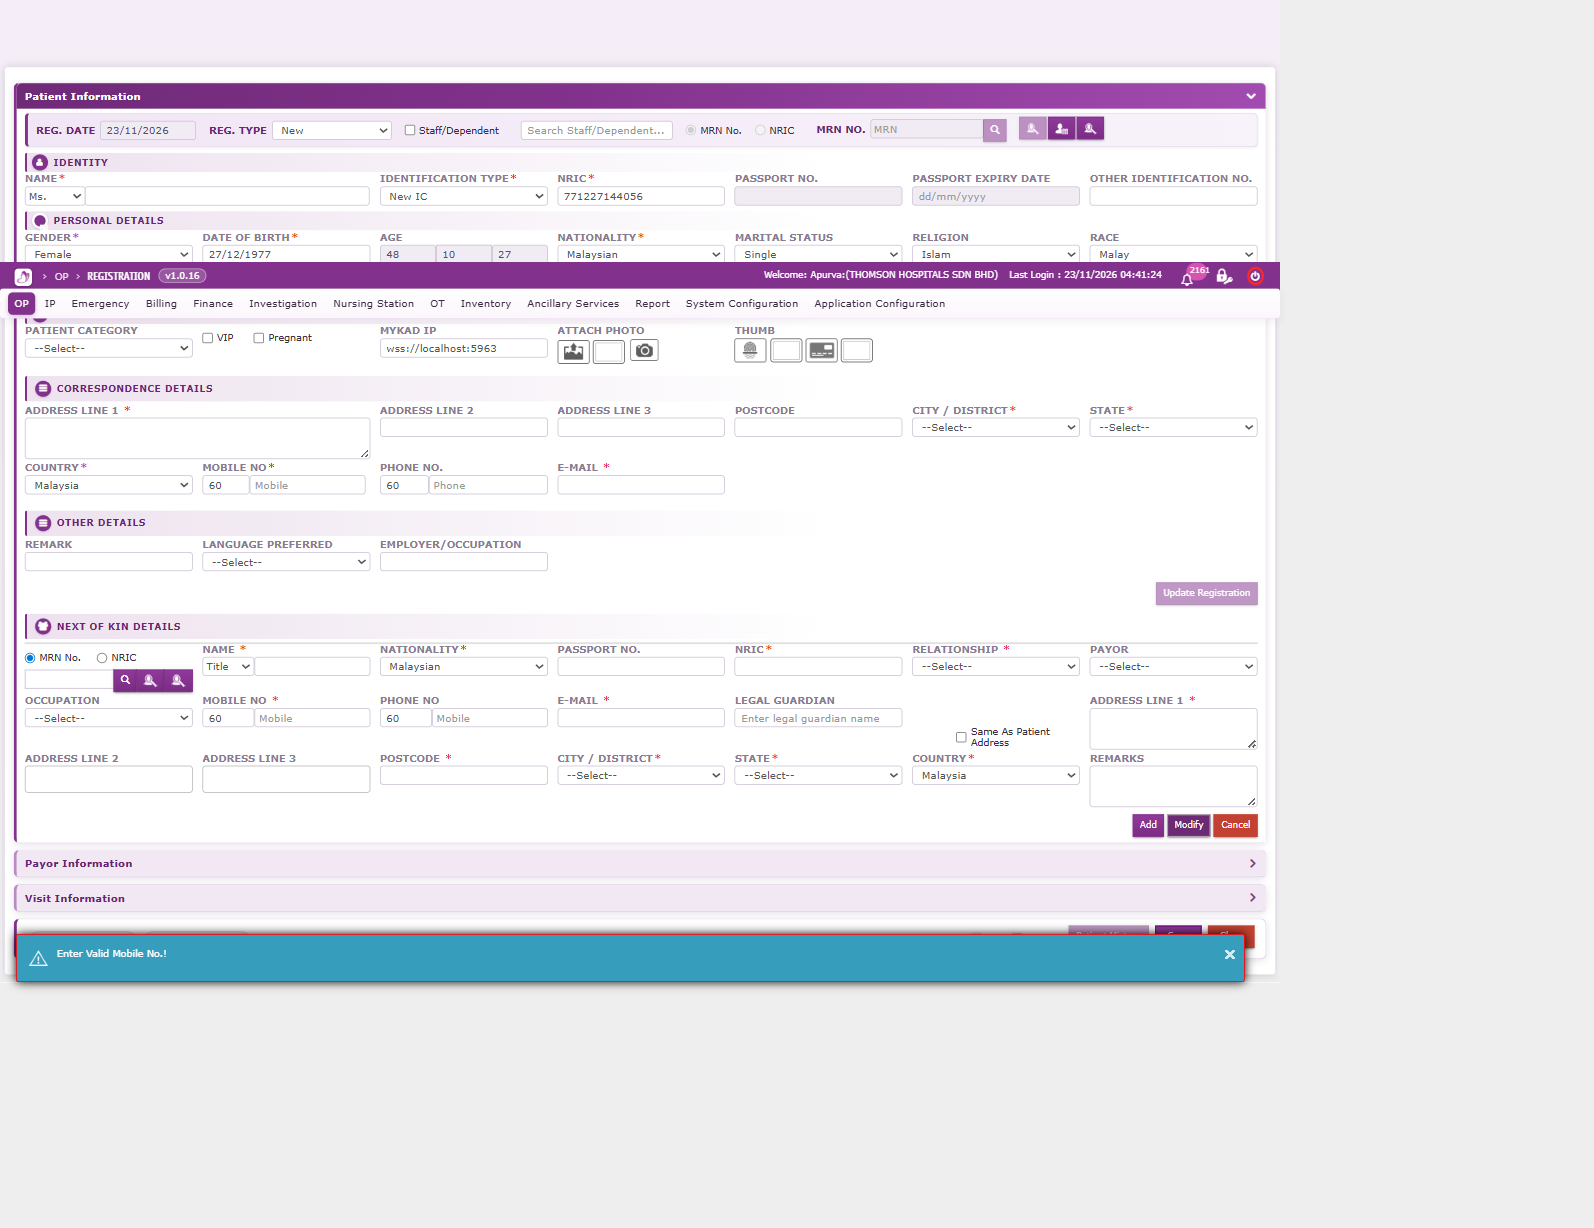 Patient Information
REG. DATE 23/11/2026 REG. TYPE New Staff/Dependent Search Staff/Dependent... MRN No. NRIC MRN NO. MRN
IDENTITY
NAME* IDENTIFICATION TYPE* NRIC* PASSPORT NO. PASSPORT EXPIRY DATE OTHER IDENTIFICATION NO.
Ms. New IC 771227144056 dd/mm/yyyy
PERSONAL DETAILS
GENDER* DATE OF BIRTH* AGE NATIONALITY* MARITAL STATUS RELIGION RACE
Female 27/12/1977 48 10 27 Malaysian Single Islam Malay
> OP > REGISTRATION v1.0.16 Welcome: Apurva:(THOMSON HOSPITALS SDN BHD) Last Login : 23/11/2026 04:41:24 2161
OP IP Emergency Billing Finance Investigation Nursing Station OT Inventory Ancillary Services Report System Configuration Application Configuration
PATIENT CATEGORY VIP Pregnant MYKAD IP ATTACH PHOTO THUMB
--Select-- wss://localhost:5963
CORRESPONDENCE DETAILS
ADDRESS LINE 1 * ADDRESS LINE 2 ADDRESS LINE 3 POSTCODE CITY / DISTRICT* STATE*
--Select-- --Select--
COUNTRY* MOBILE NO* PHONE NO. E-MAIL *
Malaysia 60 Mobile 60 Phone
OTHER DETAILS
REMARK LANGUAGE PREFERRED EMPLOYER/OCCUPATION
--Select--
Update Registration
NEXT OF KIN DETAILS
MRN No. NRIC NAME * NATIONALITY* PASSPORT NO. NRIC* RELATIONSHIP * PAYOR
Title Malaysian --Select-- --Select--
OCCUPATION MOBILE NO * PHONE NO E-MAIL * LEGAL GUARDIAN ADDRESS LINE 1 *
--Select-- 60 Mobile 60 Mobile Enter legal guardian name
Same As Patient
Address
ADDRESS LINE 2 ADDRESS LINE 3 POSTCODE * CITY / DISTRICT* STATE* COUNTRY* REMARKS
--Select-- --Select-- Malaysia
Add Modify Cancel
Payor Information
Visit Information
Enter Valid Mobile No.!